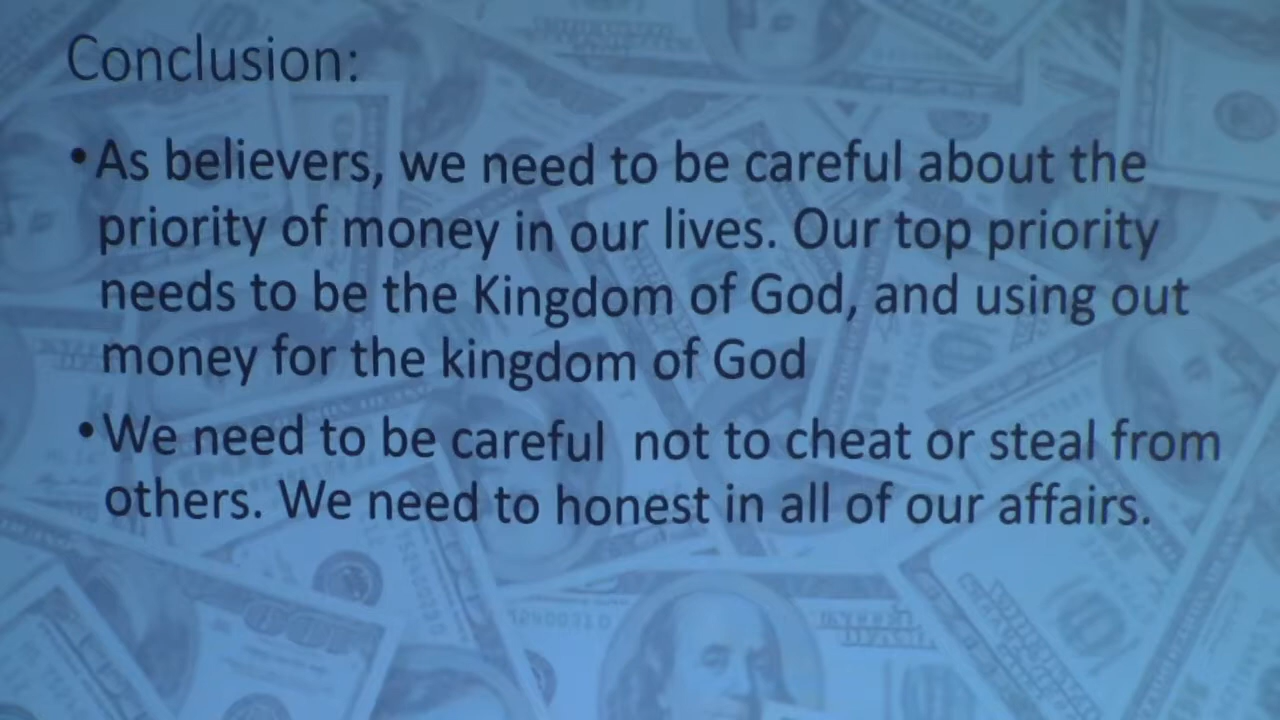 Conclusion:
•As believers, we need to be careful about the
priority of money in our lives. Our top priority
needs to be the Kingdom of God, and using out
money for the kingdom of God
•We need to be careful  not to cheat or steal from
others. We need to honest in all of our affairs.